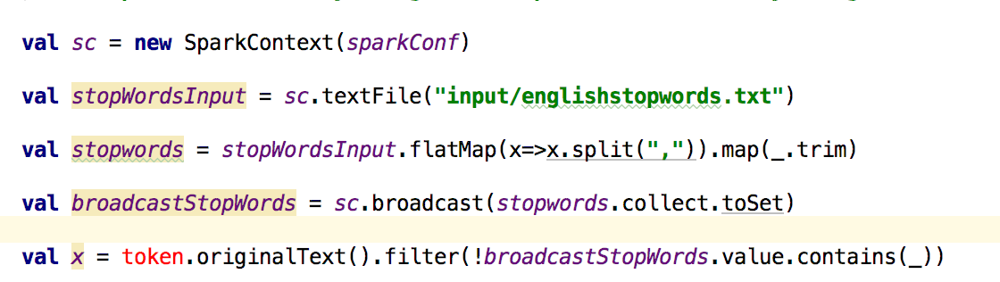 val sc = new SparkContext(sparkConf)
val stopWordsInput = sc.textFile("input/englishstopwords.txt")
val stopwords = stopWordsInput.flatMap(x=>x.split(",")).map(_.trim)
val broadcastStopWords = sc.broadcast(stopwords.collect.toSet)
val x = token.originalText().filter(!broadcastStopWords.value.contains(_))